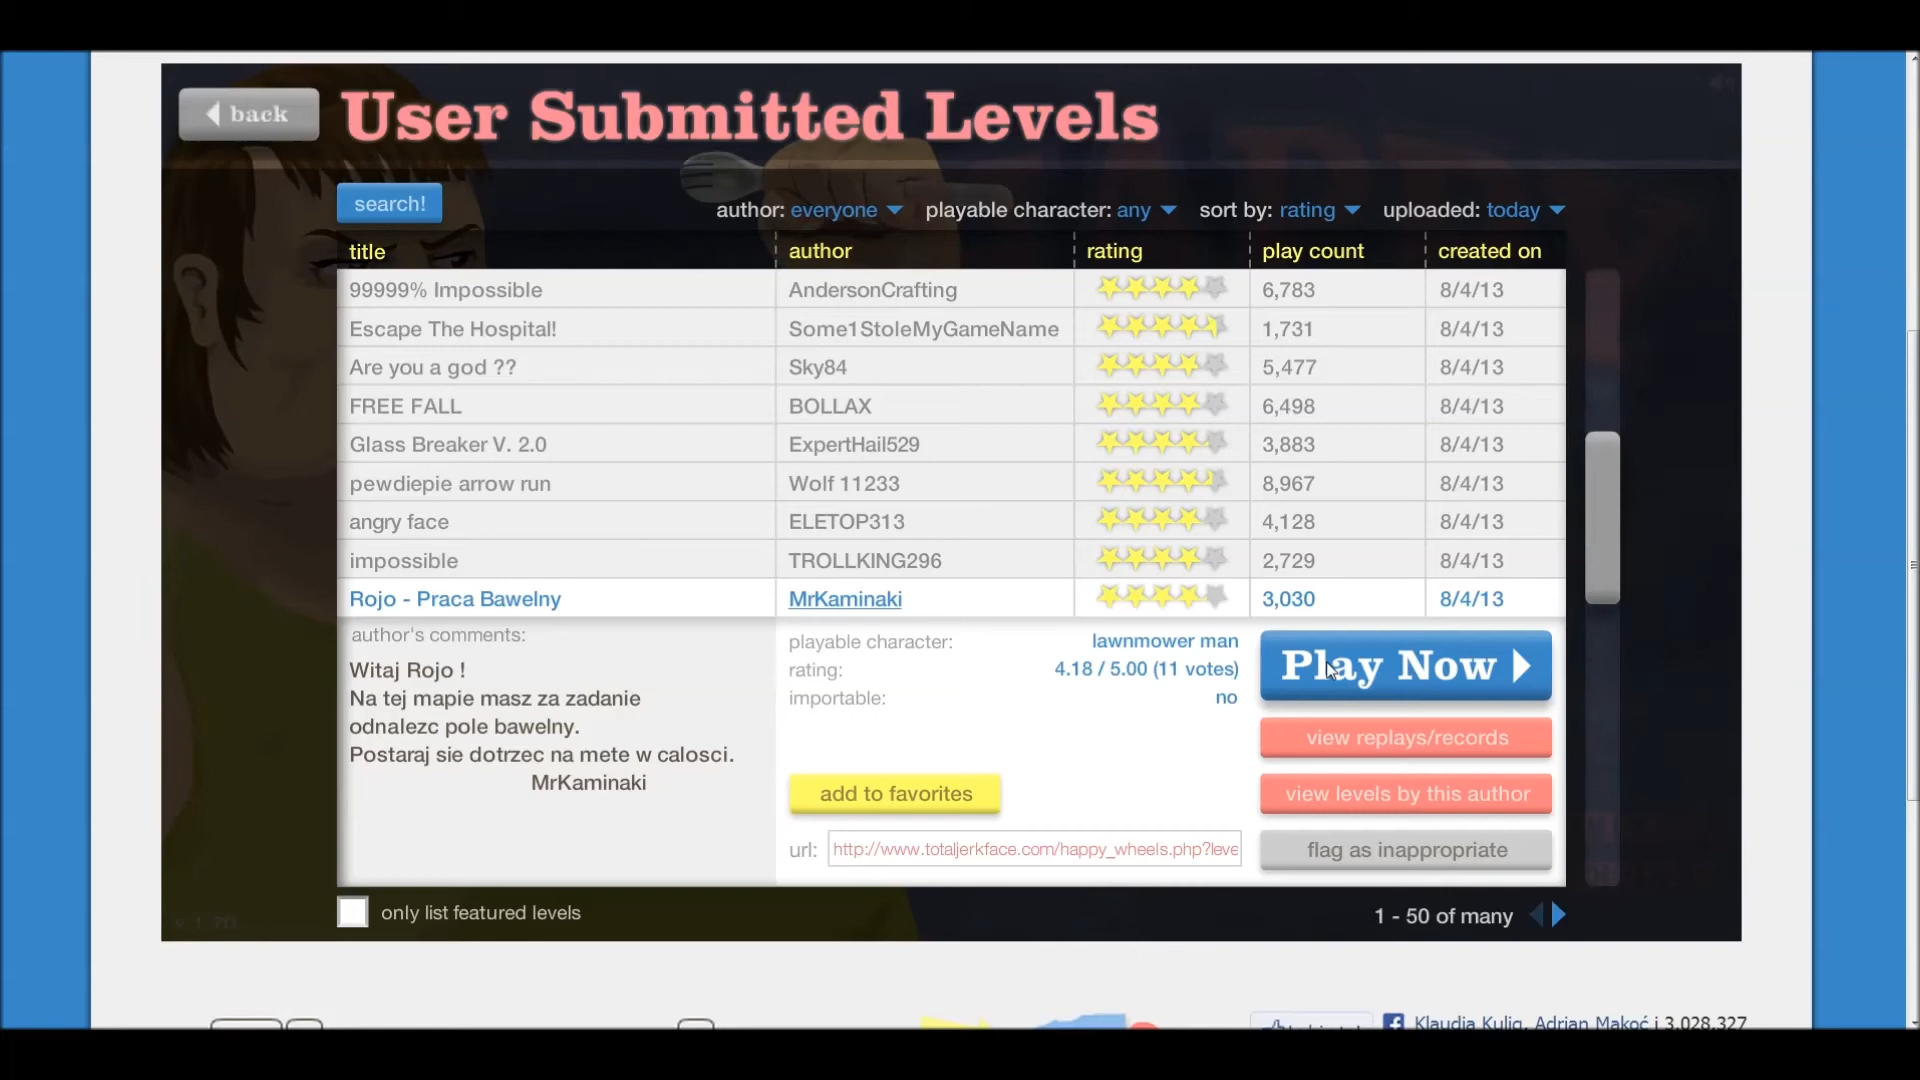 back
User Submitted Levels
search!
author: everyone playable character: any sort by: rating uploaded: today
title author rating play count created on
99999% Impossible AndersonCrafting 6,783 8/4/13
Escape The Hospital! Some1StoleMyGameName 1,731 8/4/13
Are you a god ?? Sky84 5,477 8/4/13
FREE FALL BOLLAX 6,498 8/4/13
Glass Breaker V. 2.0 ExpertHail529 3,883 8/4/13
pewdiepie arrow run Wolf 11233 8,967 8/4/13
angry face ELETOP313 4,128 8/4/13
impossible TROLLKING296 2,729 8/4/13
Rojo - Praca Bawelny MrKaminaki 3,030 8/4/13
author's comments:
Witaj Rojo !
Na tej mapie masz za zadanie
odnalezc pole bawelny.
Postaraj sie dotrzec na mete w calosci.
MrKaminaki
playable character: lawnmower man
rating: 4.18 / 5.00 (11 votes)
importable: no
add to favorites
url: http://www.totaljerkface.com/happy_wheels.php?leve
Play Now
view replays/records
view levels by this author
flag as inappropriate
only list featured levels
1 - 50 of many
Klaudia Kulig, Adrian Makoć i 3,028,327